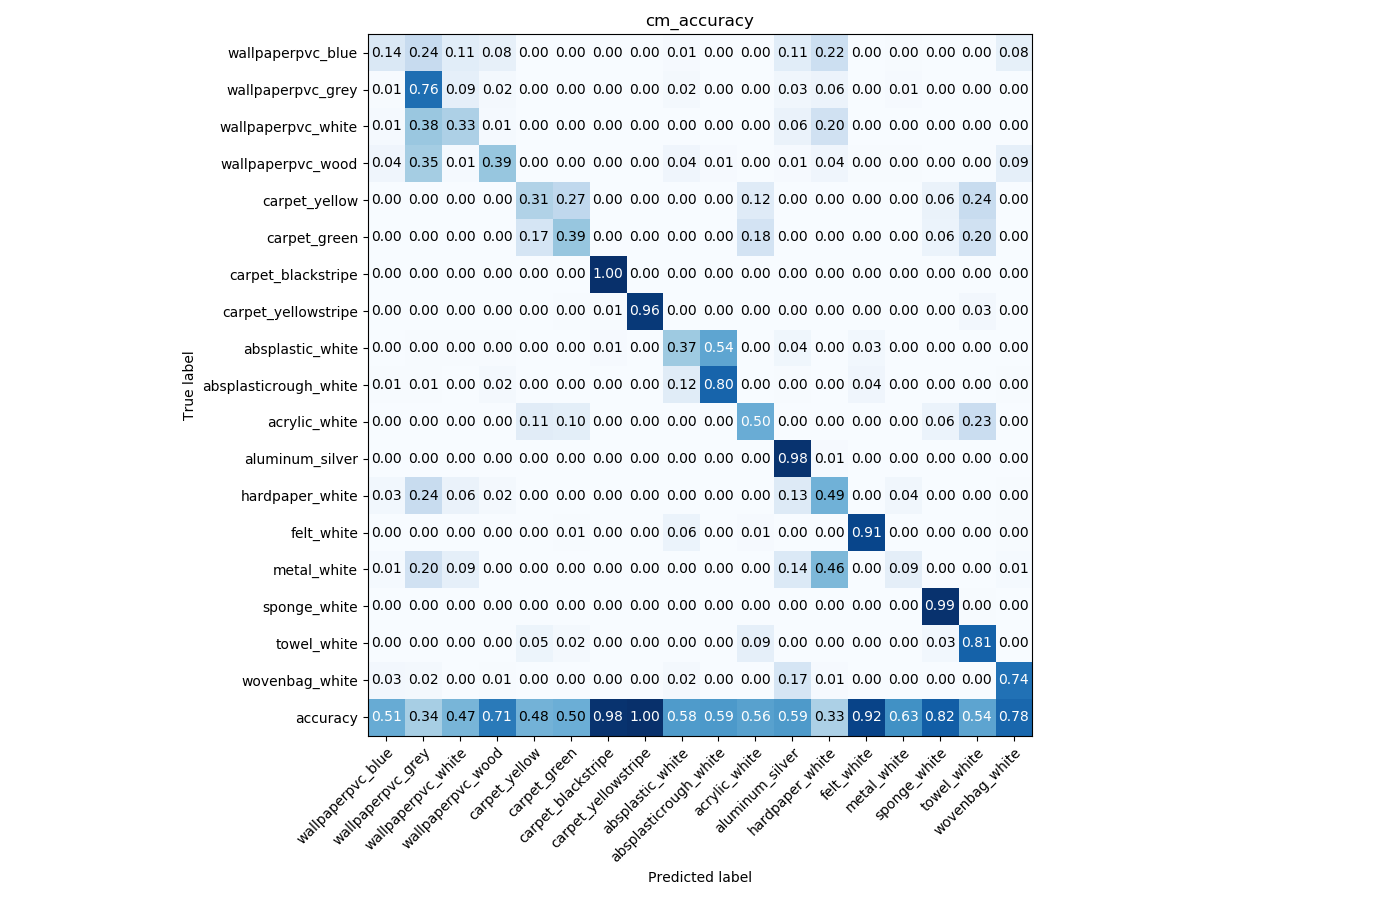 cm_accuracy
wallpaperpvc_blue 0.14 0.24 0.11 0.08 0.00 0.00 0.00 0.00 0.01 0.00 0.00 0.11 0.22 0.00 0.00 0.00 0.00 0.08
wallpaperpvc_grey 0.01 0.76 0.09 0.02 0.00 0.00 0.00 0.00 0.02 0.00 0.00 0.03 0.06 0.00 0.01 0.00 0.00 0.00
wallpaperpvc_white 0.01 0.38 0.33 0.01 0.00 0.00 0.00 0.00 0.00 0.00 0.00 0.06 0.20 0.00 0.00 0.00 0.00 0.00
wallpaperpvc_wood 0.04 0.35 0.01 0.39 0.00 0.00 0.00 0.00 0.04 0.01 0.00 0.01 0.04 0.00 0.00 0.00 0.00 0.09
carpet_yellow 0.00 0.00 0.00 0.00 0.31 0.27 0.00 0.00 0.00 0.00 0.12 0.00 0.00 0.00 0.00 0.06 0.24 0.00
carpet_green 0.00 0.00 0.00 0.00 0.17 0.39 0.00 0.00 0.00 0.00 0.18 0.00 0.00 0.00 0.00 0.06 0.20 0.00
carpet_blackstripe 0.00 0.00 0.00 0.00 0.00 0.00 1.00 0.00 0.00 0.00 0.00 0.00 0.00 0.00 0.00 0.00 0.00 0.00
carpet_yellowstripe 0.00 0.00 0.00 0.00 0.00 0.00 0.01 0.96 0.00 0.00 0.00 0.00 0.00 0.00 0.00 0.00 0.03 0.00
absplastic_white 0.00 0.00 0.00 0.00 0.00 0.00 0.01 0.00 0.37 0.54 0.00 0.04 0.00 0.03 0.00 0.00 0.00 0.00
absplasticrough_white 0.01 0.01 0.00 0.02 0.00 0.00 0.00 0.00 0.12 0.80 0.00 0.00 0.00 0.04 0.00 0.00 0.00 0.00
acrylic_white 0.00 0.00 0.00 0.00 0.11 0.10 0.00 0.00 0.00 0.00 0.50 0.00 0.00 0.00 0.00 0.06 0.23 0.00
aluminum_silver 0.00 0.00 0.00 0.00 0.00 0.00 0.00 0.00 0.00 0.00 0.00 0.98 0.01 0.00 0.00 0.00 0.00 0.00
hardpaper_white 0.03 0.24 0.06 0.02 0.00 0.00 0.00 0.00 0.00 0.00 0.00 0.13 0.49 0.00 0.04 0.00 0.00 0.00
felt_white 0.00 0.00 0.00 0.00 0.00 0.01 0.00 0.00 0.06 0.00 0.01 0.00 0.00 0.91 0.00 0.00 0.00 0.00
metal_white 0.01 0.20 0.09 0.00 0.00 0.00 0.00 0.00 0.00 0.00 0.00 0.14 0.46 0.00 0.09 0.00 0.00 0.01
sponge_white 0.00 0.00 0.00 0.00 0.00 0.00 0.00 0.00 0.00 0.00 0.00 0.00 0.00 0.00 0.00 0.99 0.00 0.00
towel_white 0.00 0.00 0.00 0.00 0.05 0.02 0.00 0.00 0.00 0.00 0.09 0.00 0.00 0.00 0.00 0.03 0.81 0.00
wovenbag_white 0.03 0.02 0.00 0.01 0.00 0.00 0.00 0.00 0.02 0.00 0.00 0.17 0.01 0.00 0.00 0.00 0.00 0.74
accuracy 0.51 0.34 0.47 0.71 0.48 0.50 0.98 1.00 0.58 0.59 0.56 0.59 0.33 0.92 0.63 0.82 0.54 0.78
True label
wallpaperpvc_blue
wallpaperpvc_grey
wallpaperpvc_white
wallpaperpvc_wood
carpet_yellow
carpet_green
carpet_blackstripe
carpet_yellowstripe
absplastic_white
absplasticrough_white
acrylic_white
aluminum_silver
hardpaper_white
felt_white
metal_white
sponge_white
towel_white
wovenbag_white
Predicted label